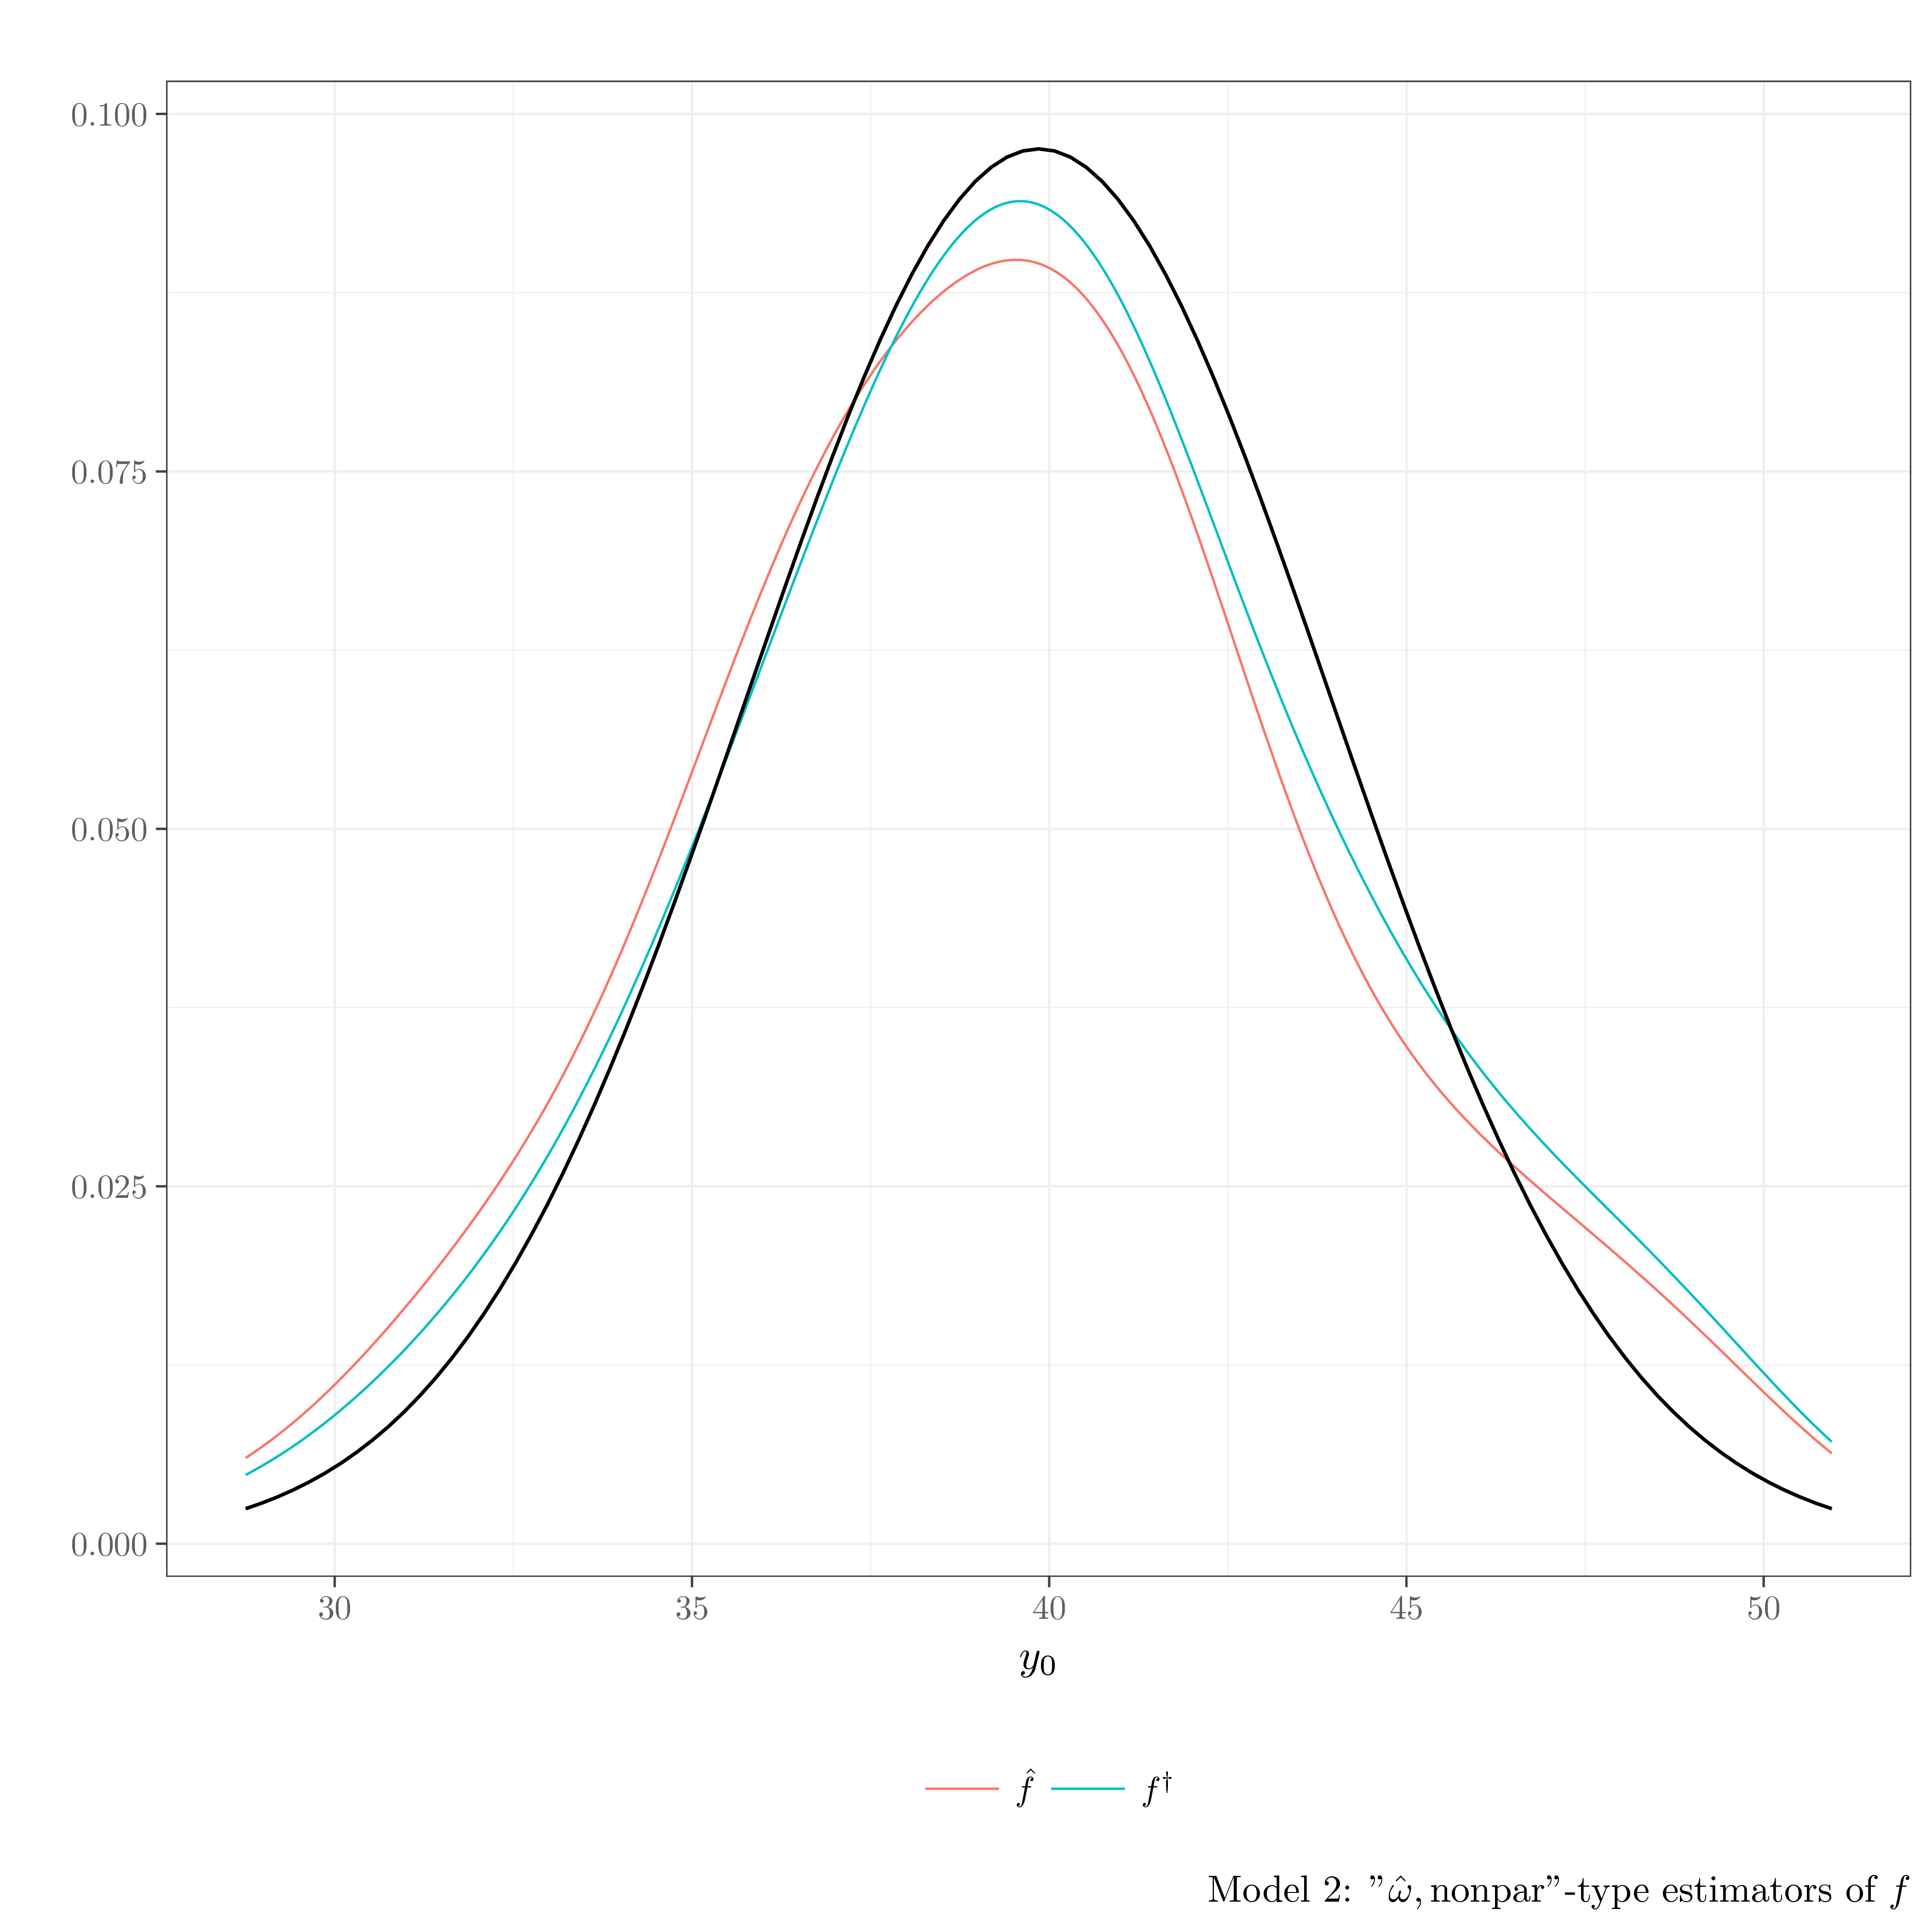 0.100
0.075
0.050
0.025
0.000
30 35 40 45 50
y₀
f̂ f†
Model 2: ”ω̂, nonpar”-type estimators of f